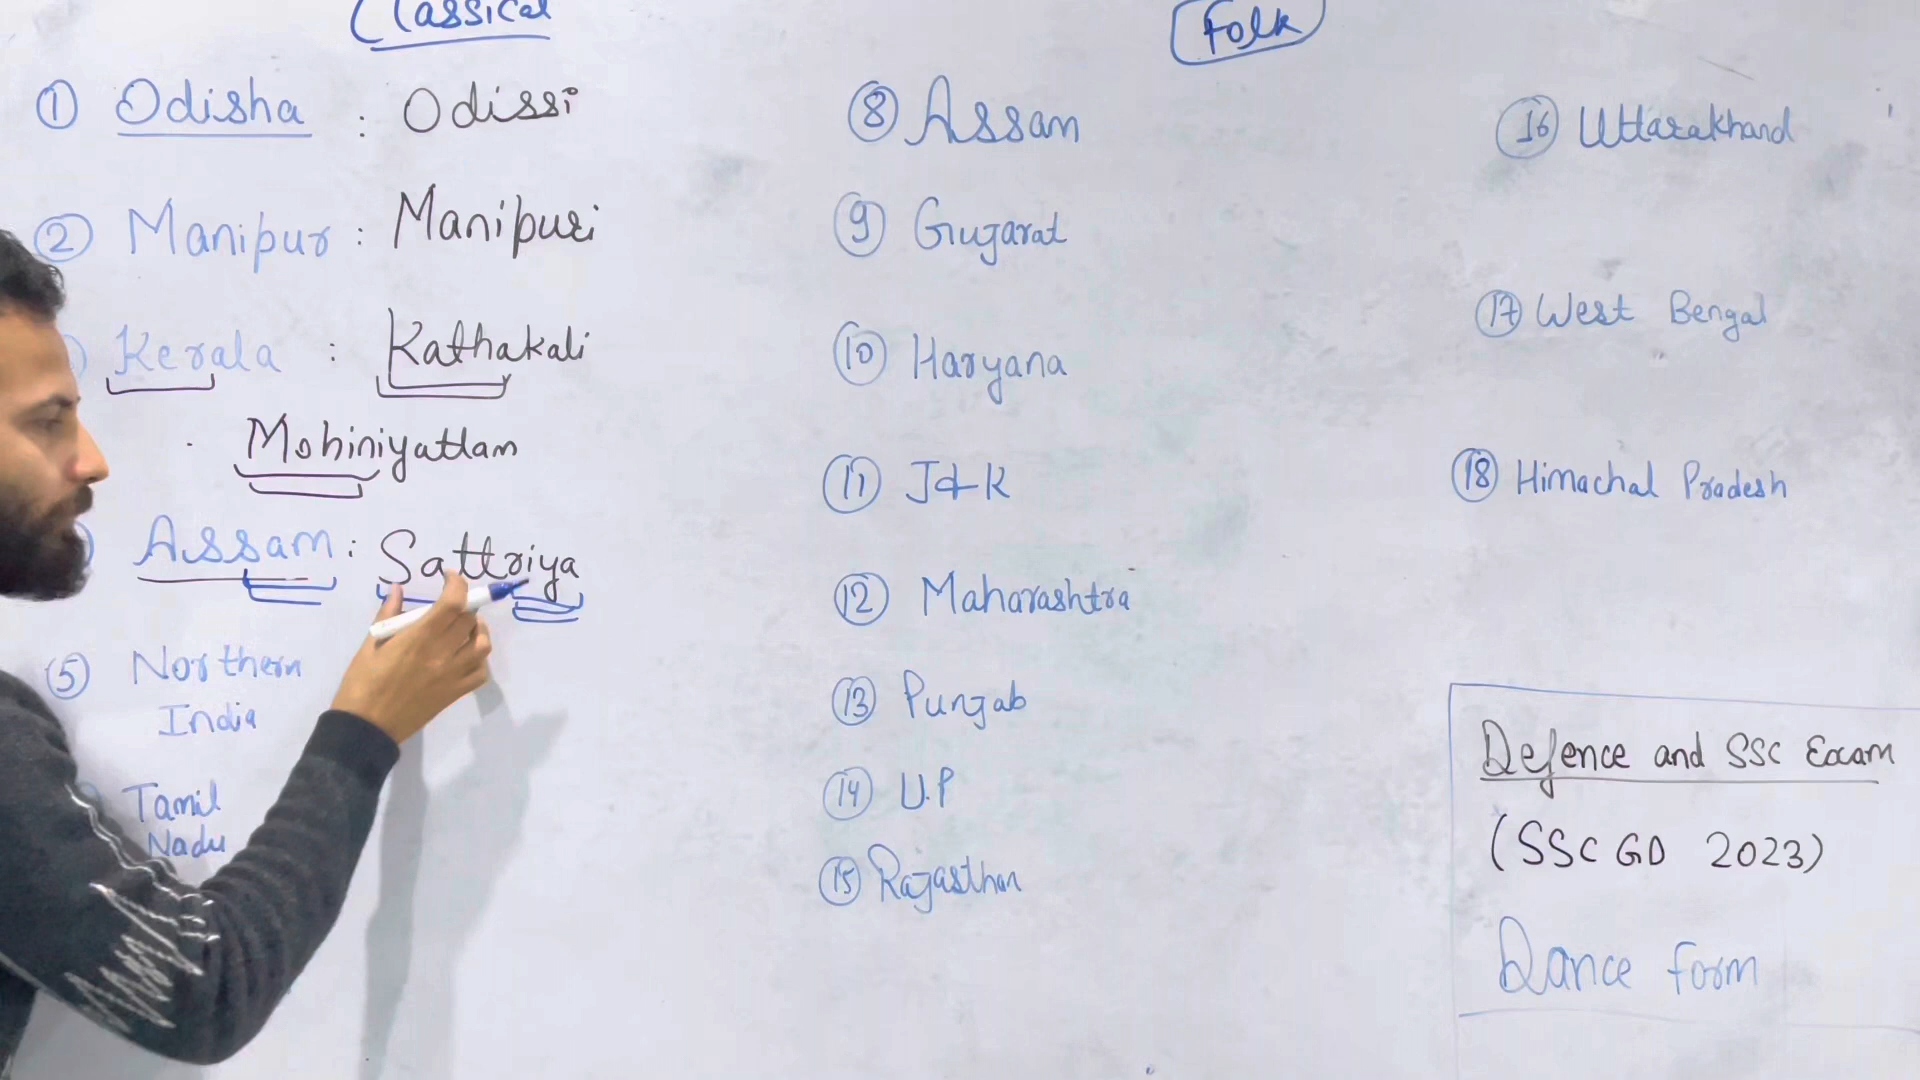 Classical
① Odisha : Odissi
② Manipur : Manipuri
Kerala : Kathakali
Mohiniyattam
Assam : Sattriya
⑤ Northern
India
Tamil
Nadu
Folk
⑧ Assam
⑨ Gujarat
⑩ Haryana
⑪ J&K
⑫ Maharashtra
⑬ Punjab
⑭ U.P
⑮ Rajasthan
⑯ Uttarakhand
⑰ West Bengal
⑱ Himachal Pradesh
Defence and SSC Exam
(SSC GD 2023)
Dance form